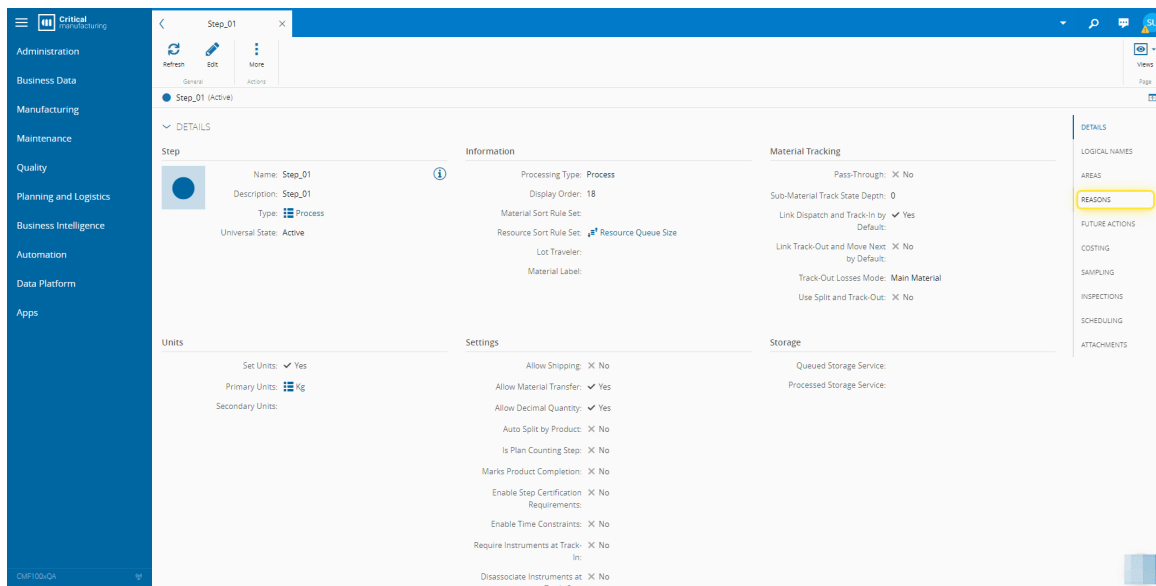 Critical
manufacturing
Administration
Business Data
Manufacturing
Maintenance
Quality
Planning and Logistics
Business Intelligence
Automation
Data Platform
Apps
CMF100xQA
Step_01
SU
Refresh
Edit
More
Views
General
Actions
Page
Step_01 (Active)
DETAILS
Step
Name: Step_01
Description: Step_01
Type: Process
Universal State: Active
Information
Processing Type: Process
Display Order: 18
Material Sort Rule Set:
Resource Sort Rule Set: Resource Queue Size
Lot Traveler:
Material Label:
Material Tracking
Pass-Through: No
Sub-Material Track State Depth: 0
Link Dispatch and Track-In by Yes
Default:
Link Track-Out and Move Next No
by Default:
Track-Out Losses Mode: Main Material
Use Split and Track-Out: No
Units
Set Units: Yes
Primary Units: Kg
Secondary Units:
Settings
Allow Shipping: No
Allow Material Transfer: Yes
Allow Decimal Quantity: Yes
Auto Split by Product: No
Is Plan Counting Step: No
Marks Product Completion: No
Enable Step Certification No
Requirements:
Enable Time Constraints: No
Require Instruments at Track- No
In:
Disassociate Instruments at No
Storage
Queued Storage Service:
Processed Storage Service:
DETAILS
LOGICAL NAMES
AREAS
REASONS
FUTURE ACTIONS
COSTING
SAMPLING
INSPECTIONS
SCHEDULING
ATTACHMENTS